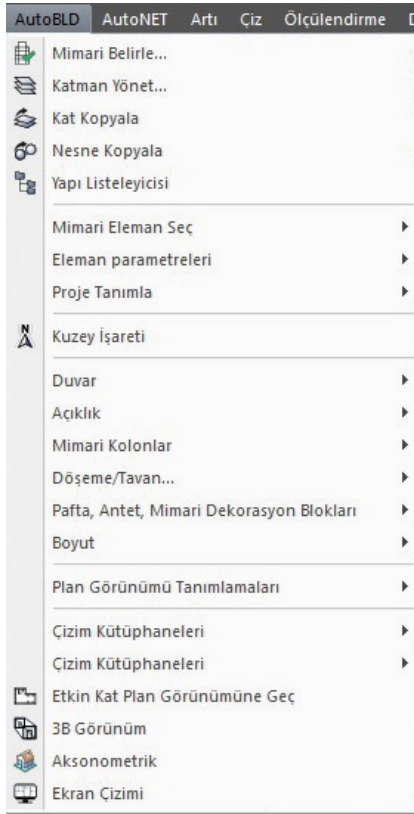 AutoBLD AutoNET Artı Çiz Ölçülendirme
Mimari Belirle...
Katman Yönet...
Kat Kopyala
Nesne Kopyala
Yapı Listeleyicisi
Mimari Eleman Seç
Eleman parametreleri
Proje Tanımla
N
Kuzey İşareti
Duvar
Açıklık
Mimari Kolonlar
Döşeme/Tavan...
Pafta, Antet, Mimari Dekorasyon Blokları
Boyut
Plan Görünümü Tanımlamaları
Çizim Kütüphaneleri
Çizim Kütüphaneleri
Etkin Kat Plan Görünümüne Geç
3B Görünüm
Aksonometrik
Ekran Çizimi